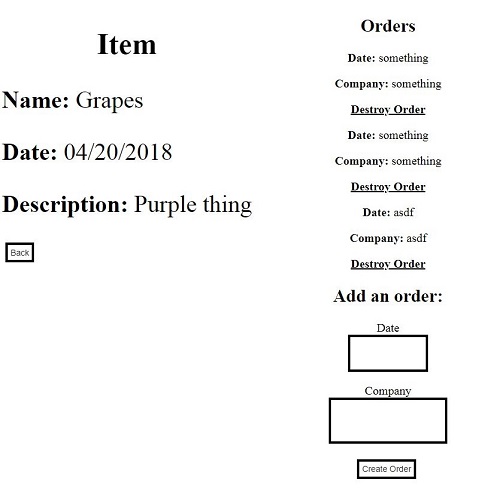 Item
Name: Grapes
Date: 04/20/2018
Description: Purple thing
Back
Orders
Date: something
Company: something
Destroy Order
Date: something
Company: something
Destroy Order
Date: asdf
Company: asdf
Destroy Order
Add an order:
Date
Company
Create Order